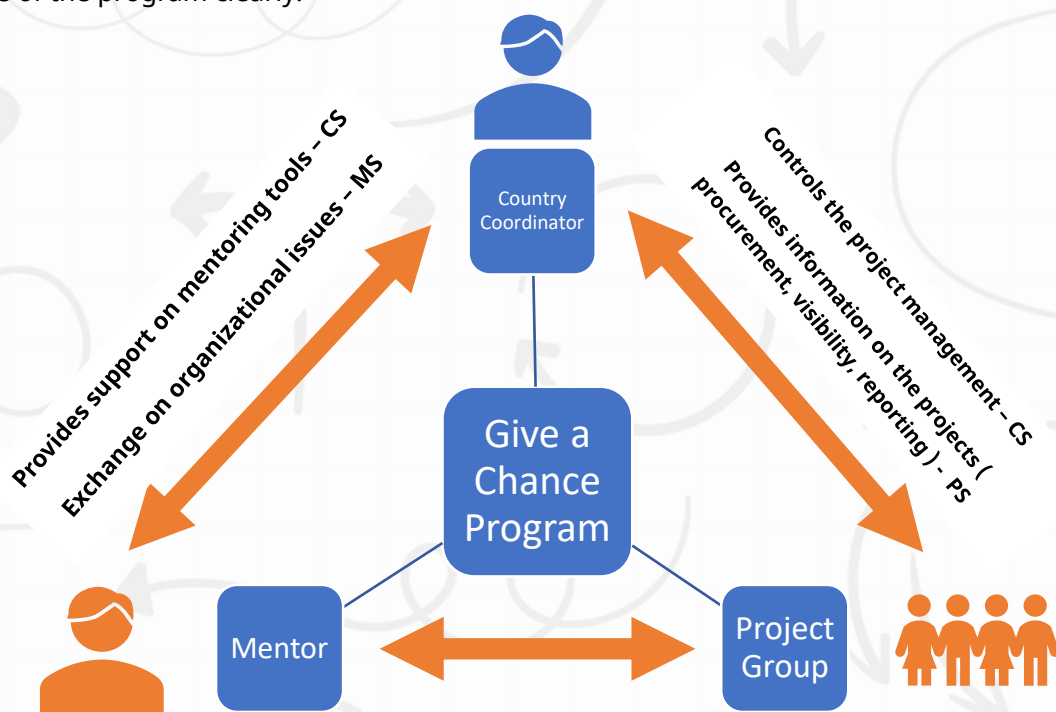 of the program clearly.
Country
Coordinator
Provides support on mentoring tools – CS
Exchange on organizational issues – MS
Controls the project management – CS
Provides information on the projects (
procurement, visibility, reporting ) - PS
Give a
Chance
Program
Mentor
Project
Group